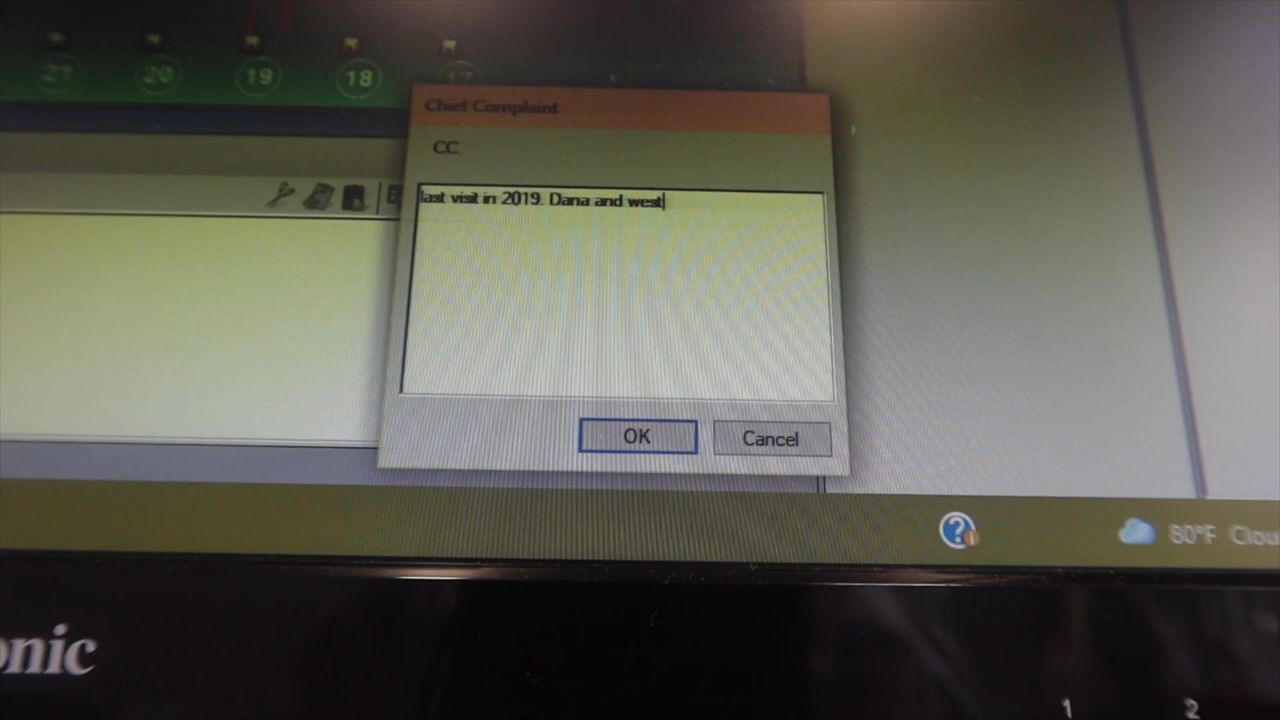 20 19 18 17
Chief Complaint
CC
last visit in 2019. Dana and west
OK Cancel
80°F Clou
onic
1 2